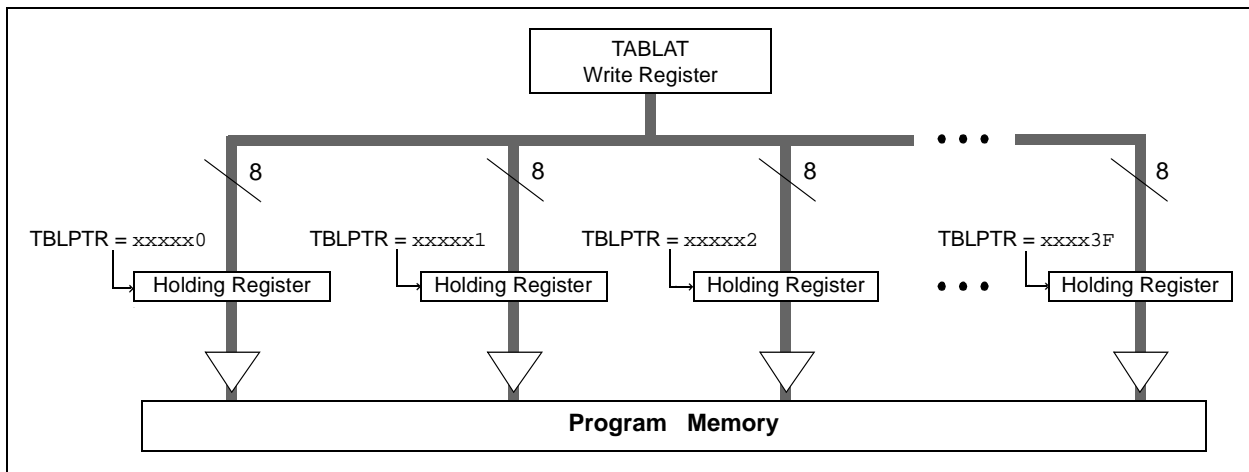 TABLAT
Write Register
8
8
8
8
TBLPTR = xxxxx0
TBLPTR = xxxxx1
TBLPTR = xxxxx2
TBLPTR = xxxx3F
Holding Register
Holding Register
Holding Register
Holding Register
Program Memory